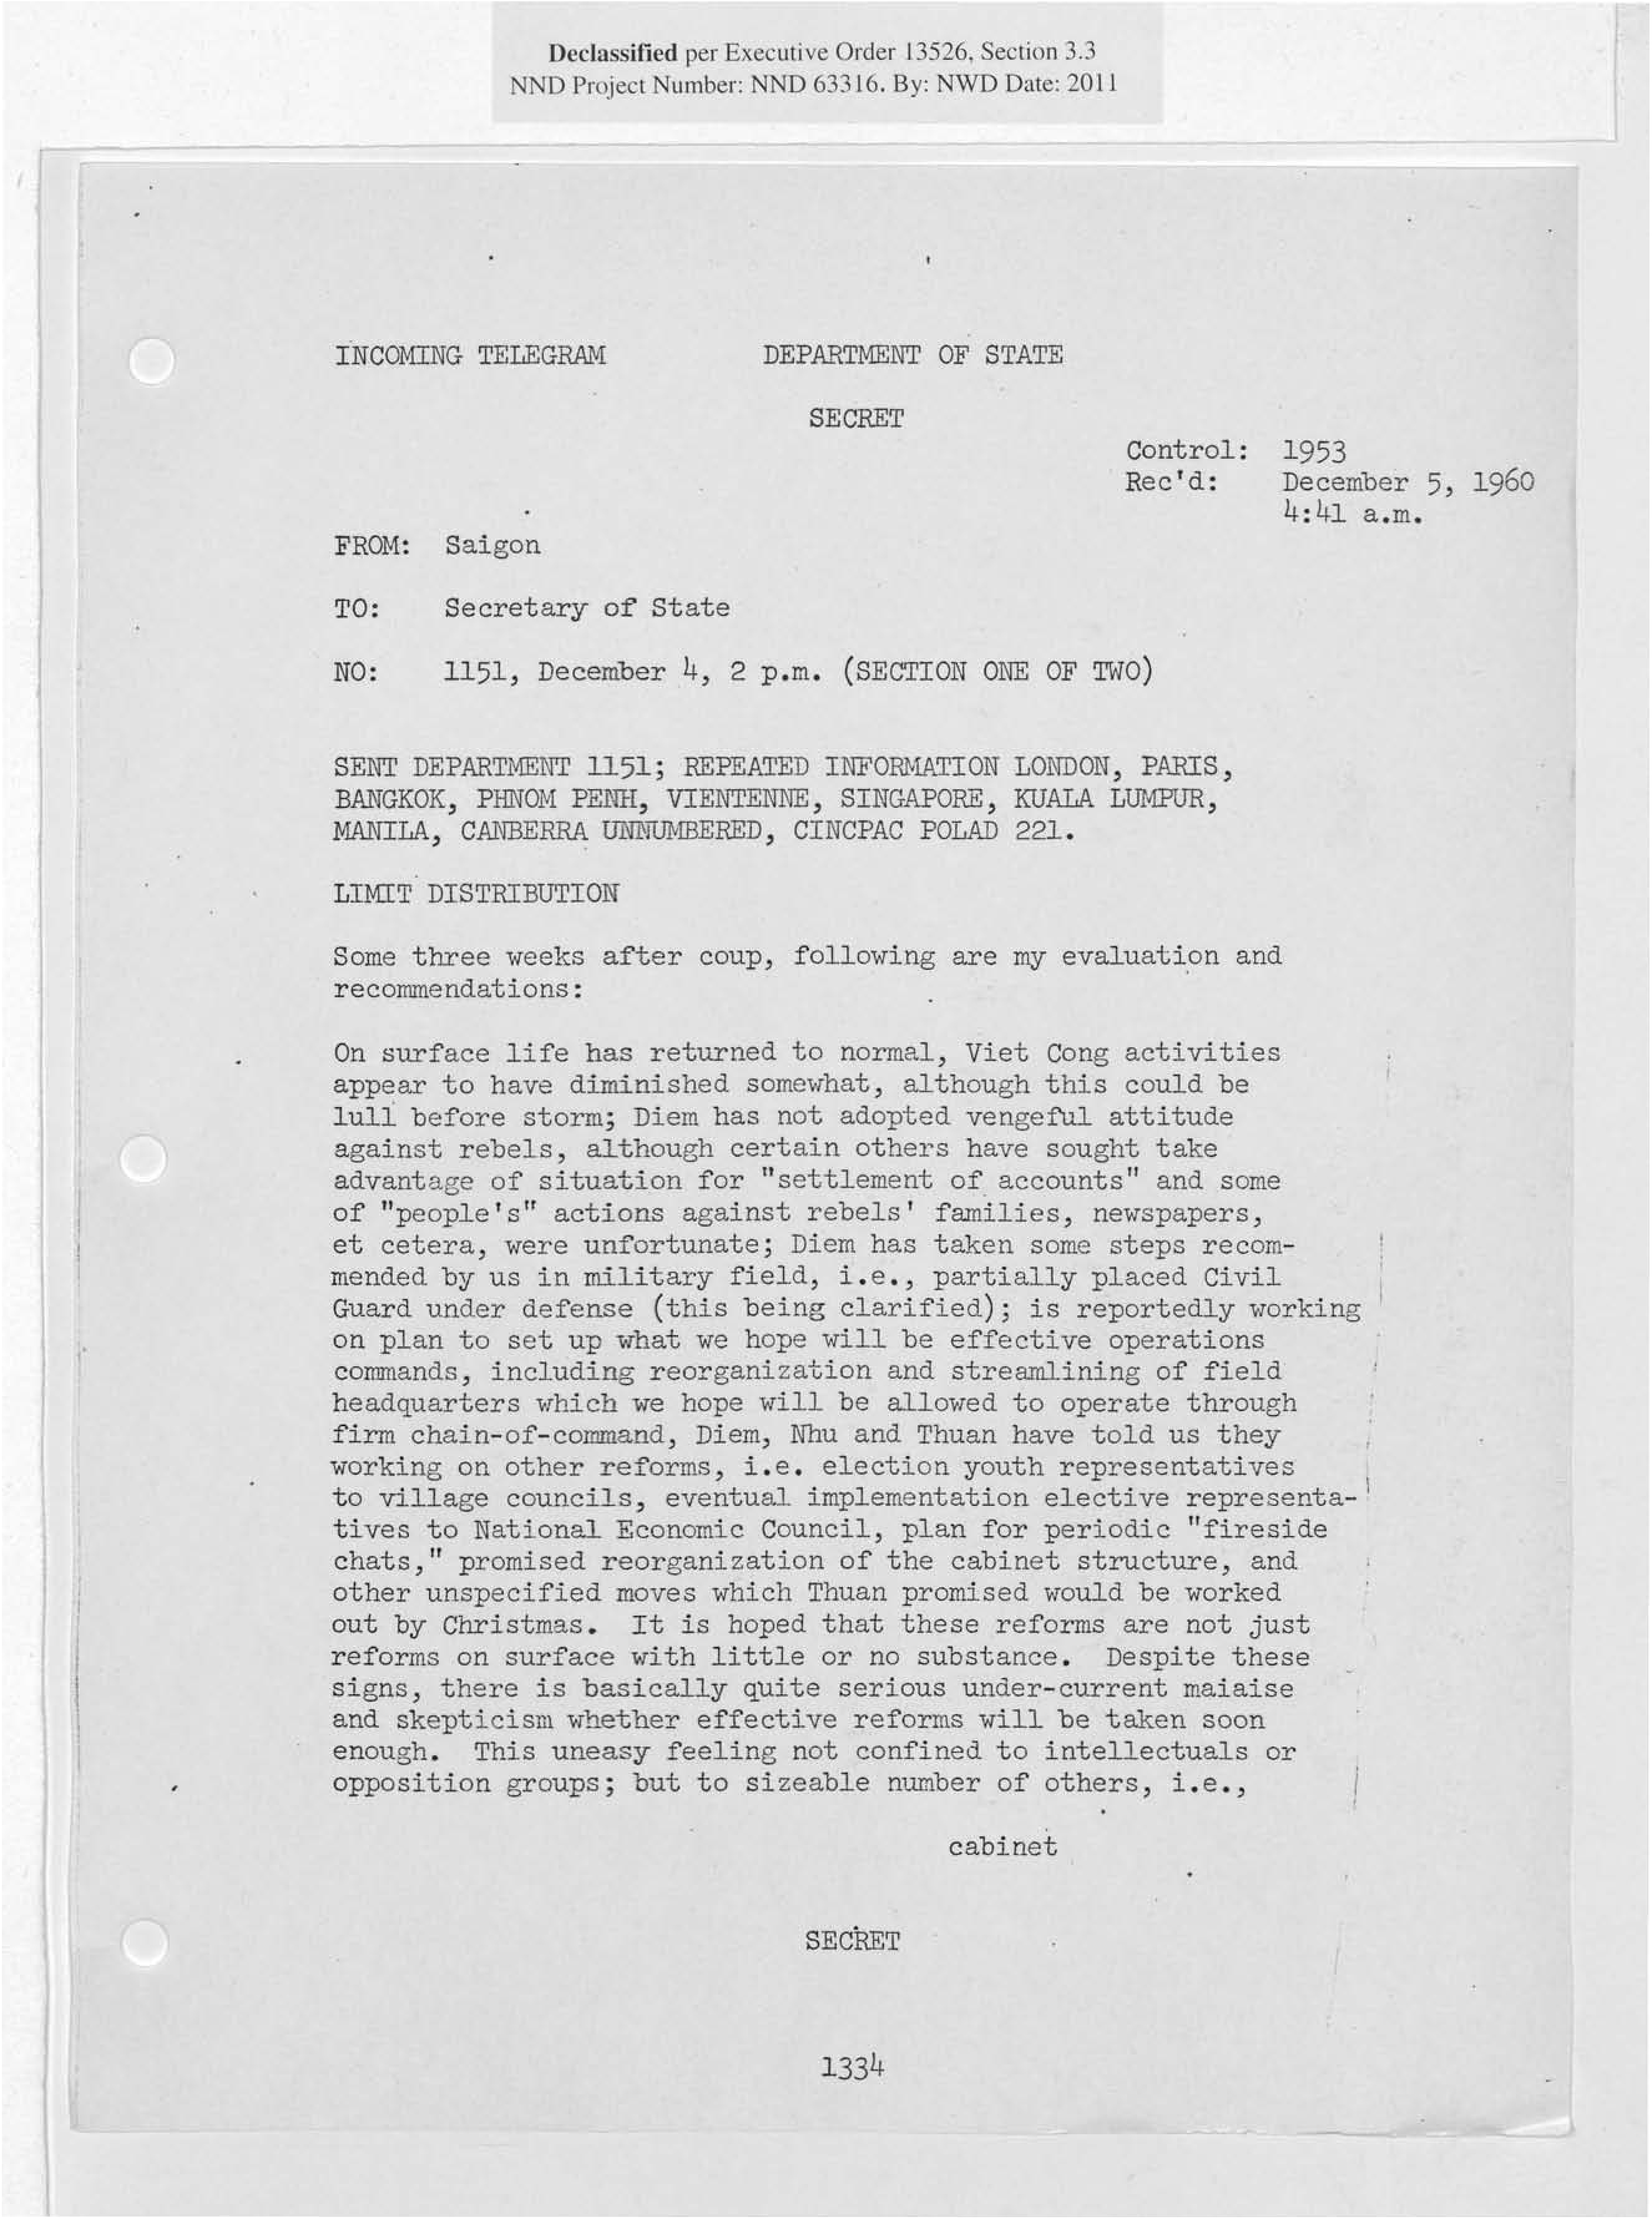 Declassified per Executive Order 13526, Section 3.3
NND Project Number: NND 63316. By: NWD Date: 2011
INCOMING TELEGRAM DEPARTMENT OF STATE
SECRET
Control: 1953
Rec'd: December 5, 1960
4:41 a.m.
FROM: Saigon
TO: Secretary of State
NO: 1151, December 4, 2 p.m. (SECTION ONE OF TWO)
SENT DEPARTMENT 1151; REPEATED INFORMATION LONDON, PARIS,
BANGKOK, PHNOM PENH, VIENTENNE, SINGAPORE, KUALA LUMPUR,
MANILA, CANBERRA UNNUMBERED, CINCPAC POLAD 221.
LIMIT DISTRIBUTION
Some three weeks after coup, following are my evaluation and
recommendations:
On surface life has returned to normal, Viet Cong activities
appear to have diminished somewhat, although this could be
lull before storm; Diem has not adopted vengeful attitude
against rebels, although certain others have sought take
advantage of situation for "settlement of accounts" and some
of "people's" actions against rebels' families, newspapers,
et cetera, were unfortunate; Diem has taken some steps recom-
mended by us in military field, i.e., partially placed Civil
Guard under defense (this being clarified); is reportedly working
on plan to set up what we hope will be effective operations
commands, including reorganization and streamlining of field
headquarters which we hope will be allowed to operate through
firm chain-of-command, Diem, Nhu and Thuan have told us they
working on other reforms, i.e. election youth representatives
to village councils, eventual implementation elective representa-
tives to National Economic Council, plan for periodic "fireside
chats," promised reorganization of the cabinet structure, and
other unspecified moves which Thuan promised would be worked
out by Christmas. It is hoped that these reforms are not just
reforms on surface with little or no substance. Despite these
signs, there is basically quite serious under-current maiaise
and skepticism whether effective reforms will be taken soon
enough. This uneasy feeling not confined to intellectuals or
opposition groups; but to sizeable number of others, i.e.,
cabinet
SECRET
1334